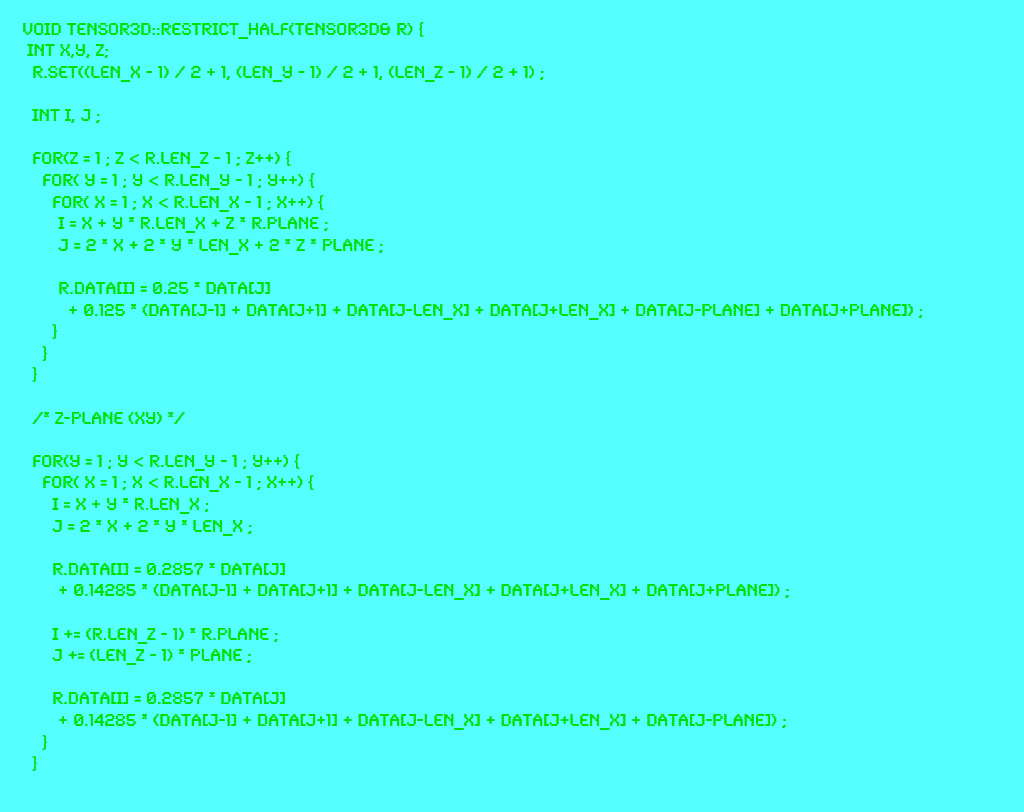 VOID TENSOR3D::RESTRICT_HALF(TENSOR3D& R) {
INT X,Y, Z;
R.SET((LEN_X - 1) / 2 + 1, (LEN_Y - 1) / 2 + 1, (LEN_Z - 1) / 2 + 1) ;
INT I, J ;
FOR(Z = 1 ; Z < R.LEN_Z - 1 ; Z++) {
FOR( Y = 1 ; Y < R.LEN_Y - 1 ; Y++) {
FOR( X = 1 ; X < R.LEN_X - 1 ; X++) {
I = X + Y * R.LEN_X + Z * R.PLANE ;
J = 2 * X + 2 * Y * LEN_X + 2 * Z * PLANE ;
R.DATA[I] = 0.25 * DATA[J]
+ 0.125 * (DATA[J-1] + DATA[J+1] + DATA[J-LEN_X] + DATA[J+LEN_X] + DATA[J-PLANE] + DATA[J+PLANE]) ;
}
}
}
/* Z-PLANE (XY) */
FOR(Y = 1 ; Y < R.LEN_Y - 1 ; Y++) {
FOR( X = 1 ; X < R.LEN_X - 1 ; X++) {
I = X + Y * R.LEN_X ;
J = 2 * X + 2 * Y * LEN_X ;
R.DATA[I] = 0.2857 * DATA[J]
+ 0.14285 * (DATA[J-1] + DATA[J+1] + DATA[J-LEN_X] + DATA[J+LEN_X] + DATA[J+PLANE]) ;
I += (R.LEN_Z - 1) * R.PLANE ;
J += (LEN_Z - 1) * PLANE ;
R.DATA[I] = 0.2857 * DATA[J]
+ 0.14285 * (DATA[J-1] + DATA[J+1] + DATA[J-LEN_X] + DATA[J+LEN_X] + DATA[J-PLANE]) ;
}
}